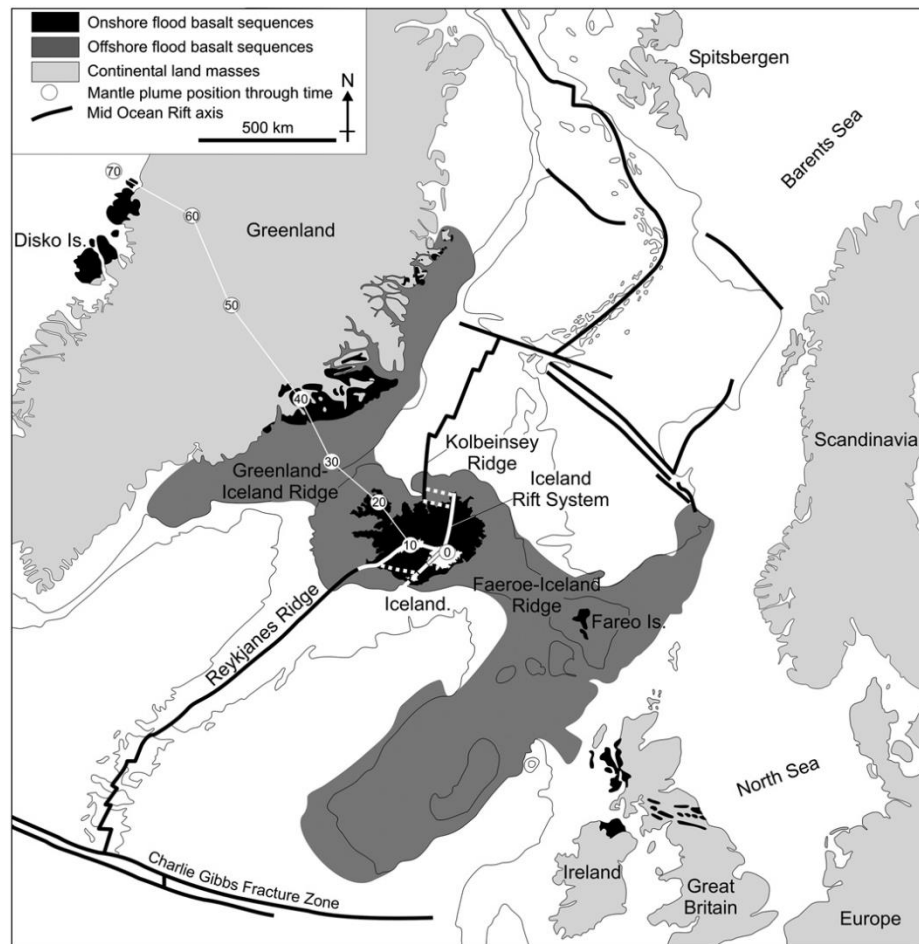 Onshore flood basalt sequences
Offshore flood basalt sequences
Continental land masses
Mantle plume position through time
Mid Ocean Rift axis
N
500 km
Spitsbergen
Barents Sea
70
60
Greenland
Disko Is.
50
40
Scandinavia
Kolbeinsey
Ridge
30
Greenland-
Iceland Ridge
Iceland
Rift System
20
10
0
Faeroe-Iceland
Ridge
Iceland.
Fareo Is.
Reykjanes Ridge
North Sea
Charlie Gibbs Fracture Zone
Ireland
Great
Britain
Europe